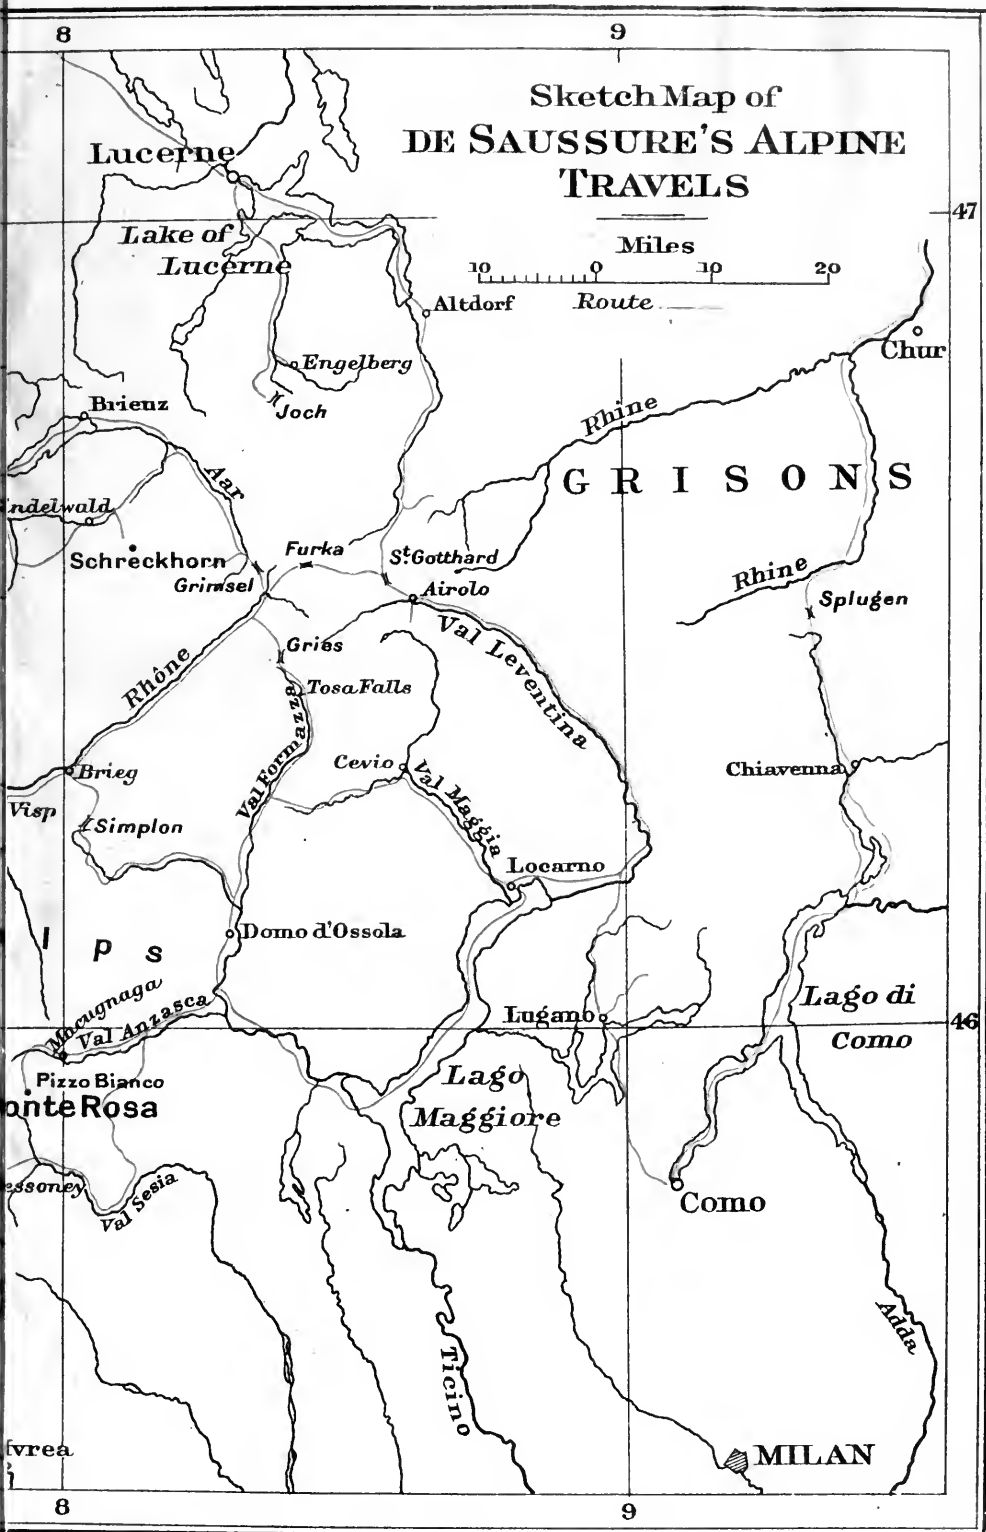 8
9
Sketch Map of
DE SAUSSURE'S ALPINE
TRAVELS
Lucerne
47
Lake of
Lucerne
Miles
10 0 10 20
Route
Altdorf
Chur
Engelberg
Joch
Brienz
Rhine
GRISONS
Aar
indelwald
Schreckhorn
Furka
St. Gotthard
Grimsel
Airolo
Rhine
Splugen
Gries
Val Leventina
Rhône
Tosa Falls
Val Formazza
Cevio
Val Maggia
Brieg
Chiavenna
Visp
Simplon
Locarno
Domo d'Ossola
lps
Macugnaga
Val Anzasca
Lago di
Como
Lugano
46
Pizzo Bianco
onte Rosa
Lago
Maggiore
essoney
Val Sesia
Como
Adda
Ticino
Ivrea
MILAN
8
9